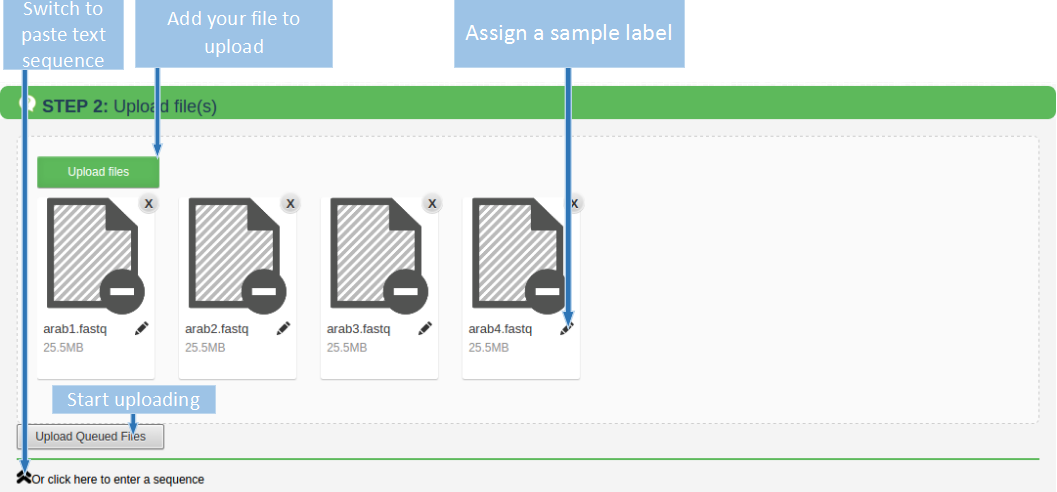 Switch to
paste text
sequence
Add your file to
upload
Assign a sample label
STEP 2: Upload file(s)
Upload files
X
X
X
X
arab1.fastq
25.5MB
arab2.fastq
25.5MB
arab3.fastq
25.5MB
arab4.fastq
25.5MB
Start uploading
Upload Queued Files
Or click here to enter a sequence